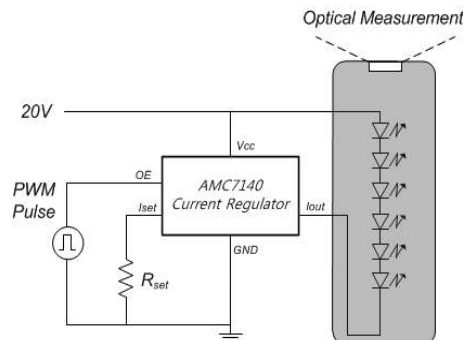 Optical Measurement
20V
Vcc
PWM
Pulse
OE
AMC7140
Current Regulator
Iset
Iout
GND
Rset